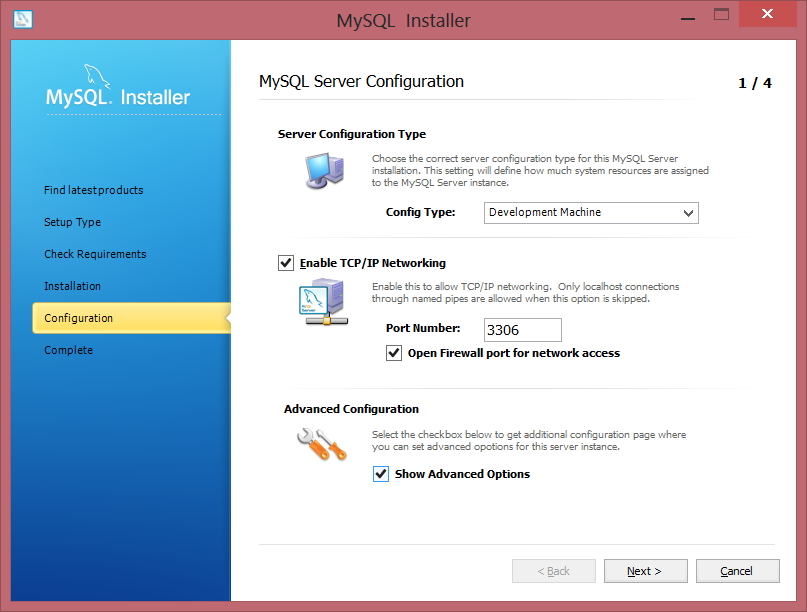 MySQL Installer
MySQL Installer
Find latest products
Setup Type
Check Requirements
Installation
Configuration
Complete
MySQL Server Configuration
1 / 4
Server Configuration Type
Choose the correct server configuration type for this MySQL Server
installation. This setting will define how much system resources are assigned
to the MySQL Server instance.
Config Type:
Development Machine
Enable TCP/IP Networking
Enable this to allow TCP/IP networking. Only localhost connections
through named pipes are allowed when this option is skipped.
Port Number:
3306
Open Firewall port for network access
Advanced Configuration
Select the checkbox below to get additional configuration page where
you can set advanced options for this server instance.
Show Advanced Options
< Back
Next >
Cancel